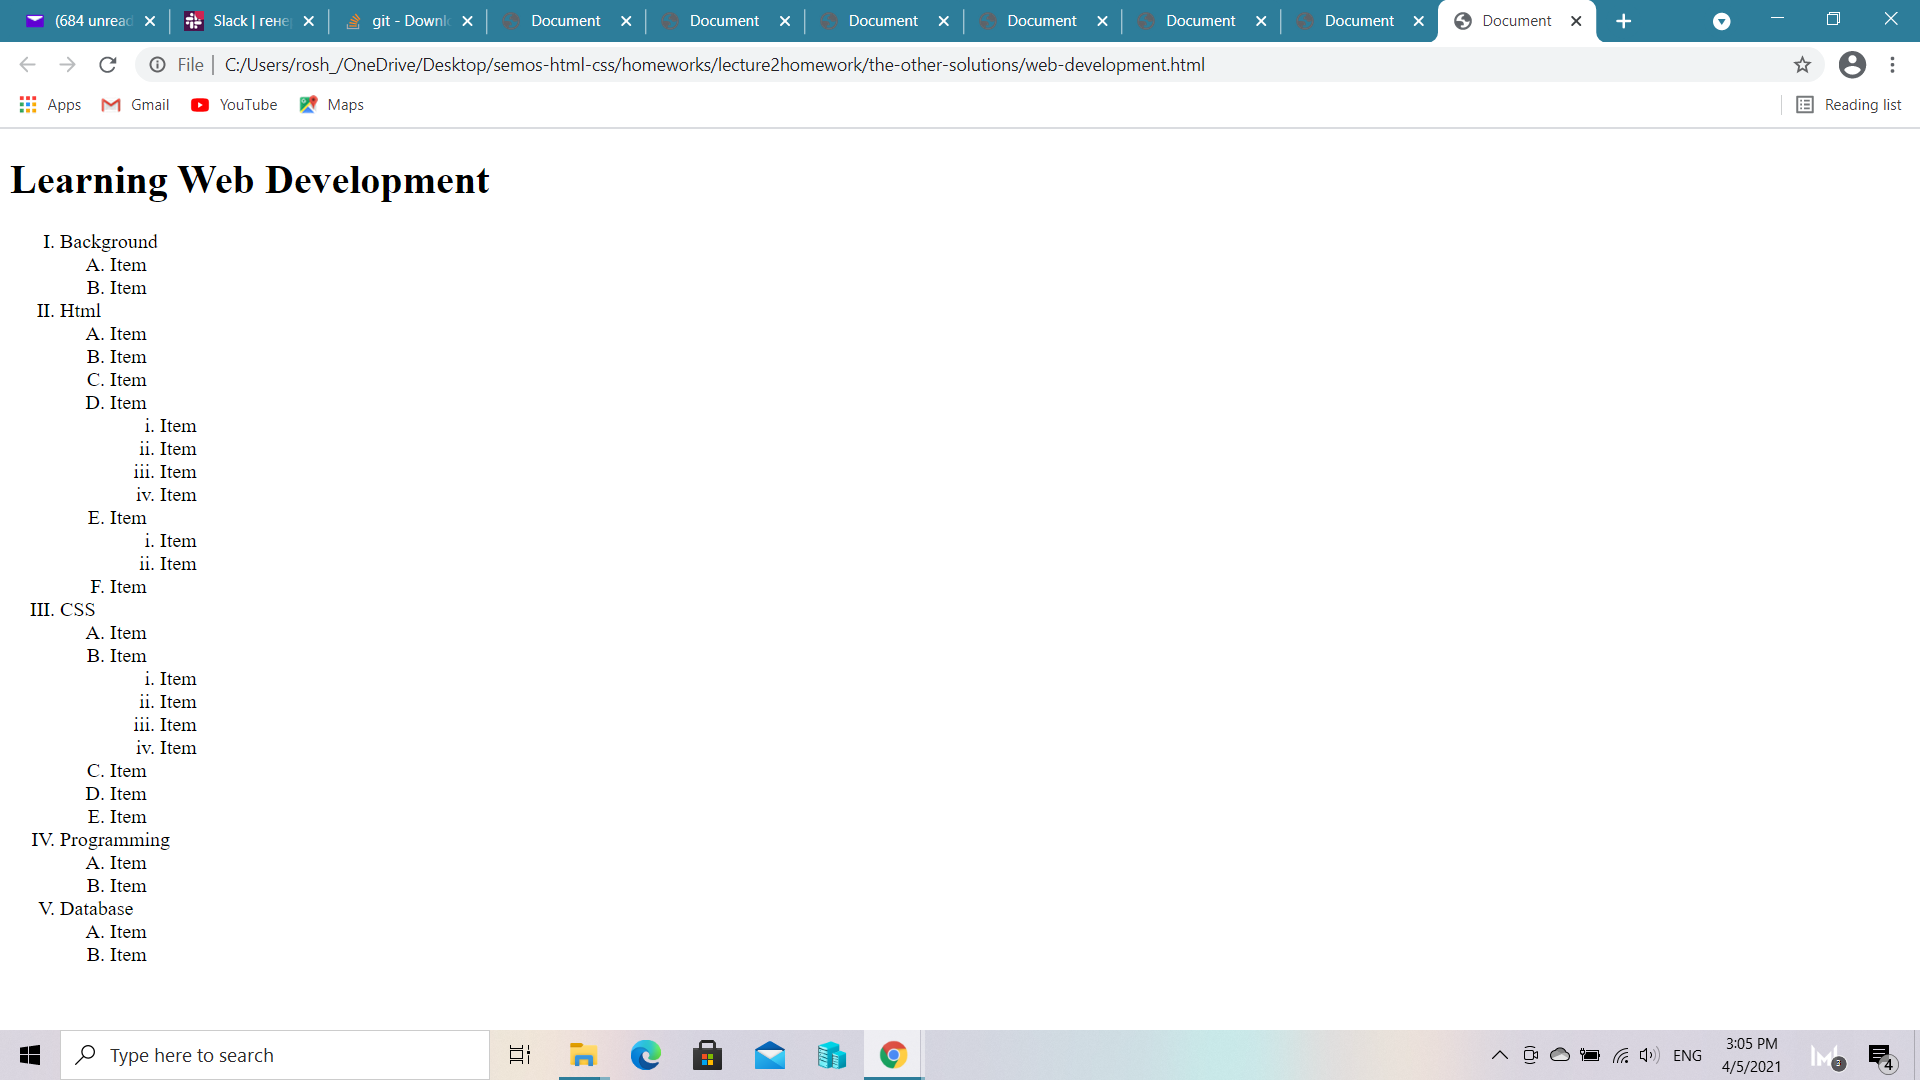 (684 unread
Slack | гене
git - Downl
Document
Document
Document
Document
Document
Document
Document
File
C:/Users/rosh_/OneDrive/Desktop/semos-html-css/homeworks/lecture2homework/the-other-solutions/web-development.html
Apps
Gmail
YouTube
Maps
Reading list
Learning Web Development
I. Background
A. Item
B. Item
II. Html
A. Item
B. Item
C. Item
D. Item
i. Item
ii. Item
iii. Item
iv. Item
E. Item
i. Item
ii. Item
F. Item
III. CSS
A. Item
B. Item
i. Item
ii. Item
iii. Item
iv. Item
C. Item
D. Item
E. Item
IV. Programming
A. Item
B. Item
V. Database
A. Item
B. Item
Type here to search
ENG
3:05 PM
4/5/2021
3
4